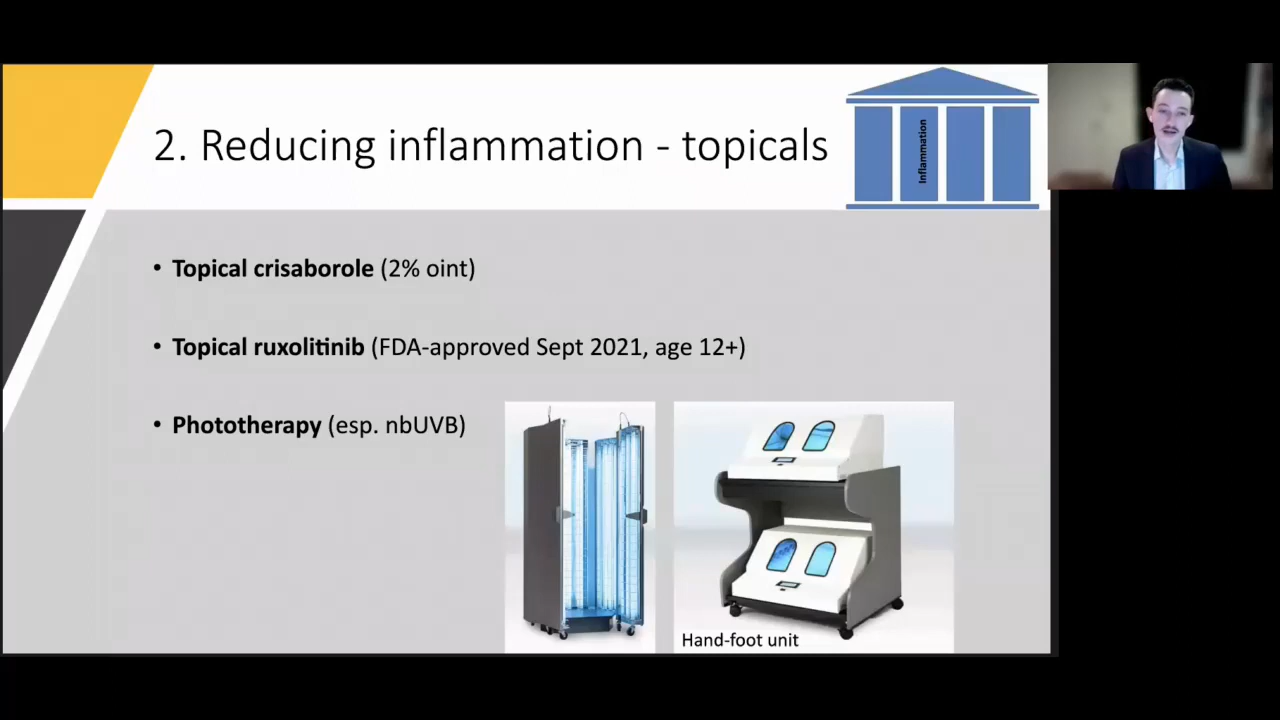 2. Reducing inflammation - topicals
Inflammation
• Topical crisaborole (2% oint)
• Topical ruxolitinib (FDA-approved Sept 2021, age 12+)
• Phototherapy (esp. nbUVB)
Hand-foot unit